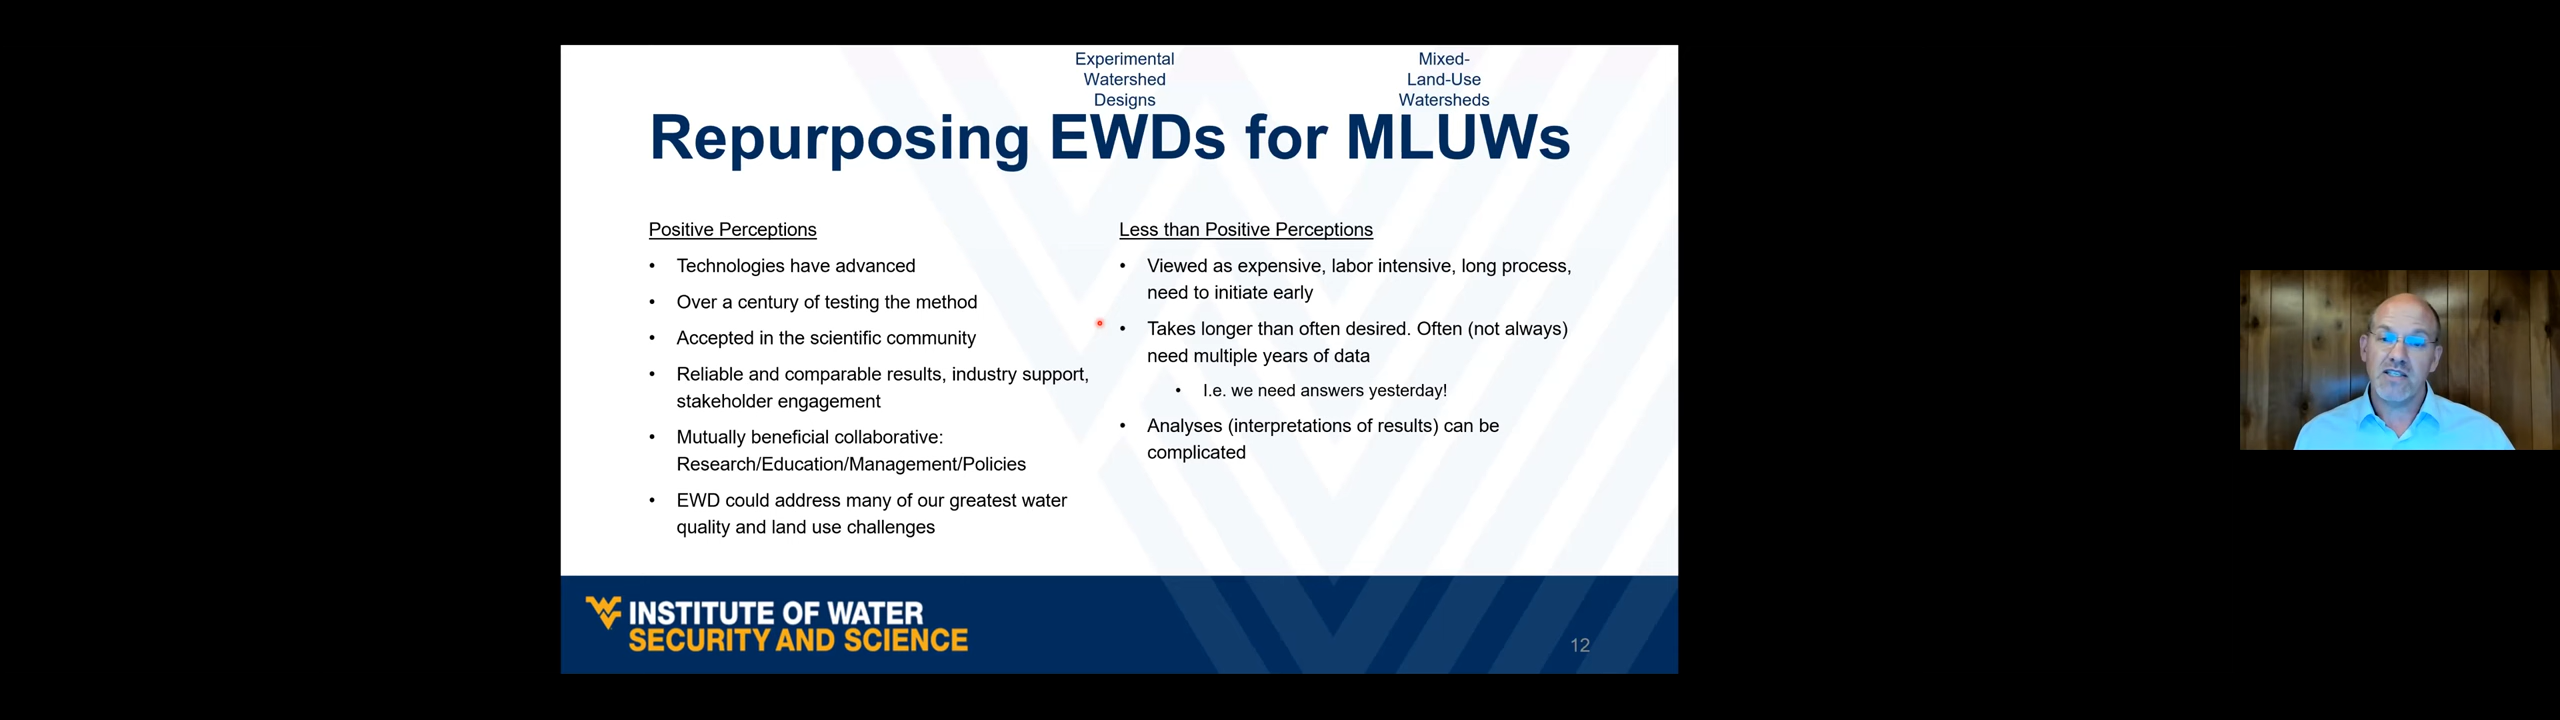 Experimental
Watershed
Designs
Mixed-
Land-Use
Watersheds
Repurposing EWDs for MLUWs
Positive Perceptions
• Technologies have advanced
• Over a century of testing the method
• Accepted in the scientific community
• Reliable and comparable results, industry support,
stakeholder engagement
• Mutually beneficial collaborative:
Research/Education/Management/Policies
• EWD could address many of our greatest water
quality and land use challenges
Less than Positive Perceptions
• Viewed as expensive, labor intensive, long process,
need to initiate early
• Takes longer than often desired. Often (not always)
need multiple years of data
• I.e. we need answers yesterday!
• Analyses (interpretations of results) can be
complicated
INSTITUTE OF WATER
SECURITY AND SCIENCE
12